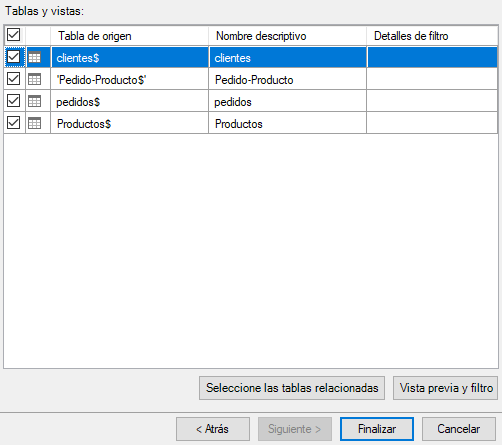 Tablas y vistas:
Tabla de origen Nombre descriptivo Detalles de filtro
clientes$ clientes
'Pedido-Producto$' Pedido-Producto
pedidos$ pedidos
Productos$ Productos
Seleccione las tablas relacionadas Vista previa y filtro
< Atrás Siguiente > Finalizar Cancelar